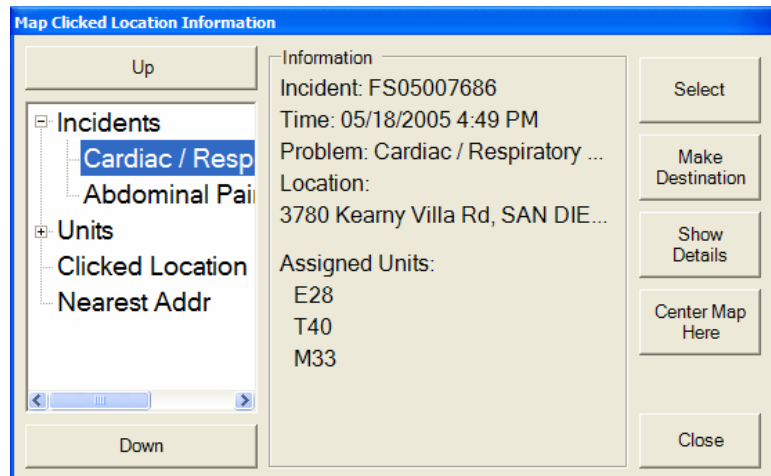 Map Clicked Location Information
Up
Incidents
Cardiac / Resp
Abdominal Pai
Units
Clicked Location
Nearest Addr
Down
Information
Incident: FS05007686
Time: 05/18/2005 4:49 PM
Problem: Cardiac / Respiratory ...
Location:
3780 Kearny Villa Rd, SAN DIE...
Assigned Units:
E28
T40
M33
Select
Make
Destination
Show
Details
Center Map
Here
Close